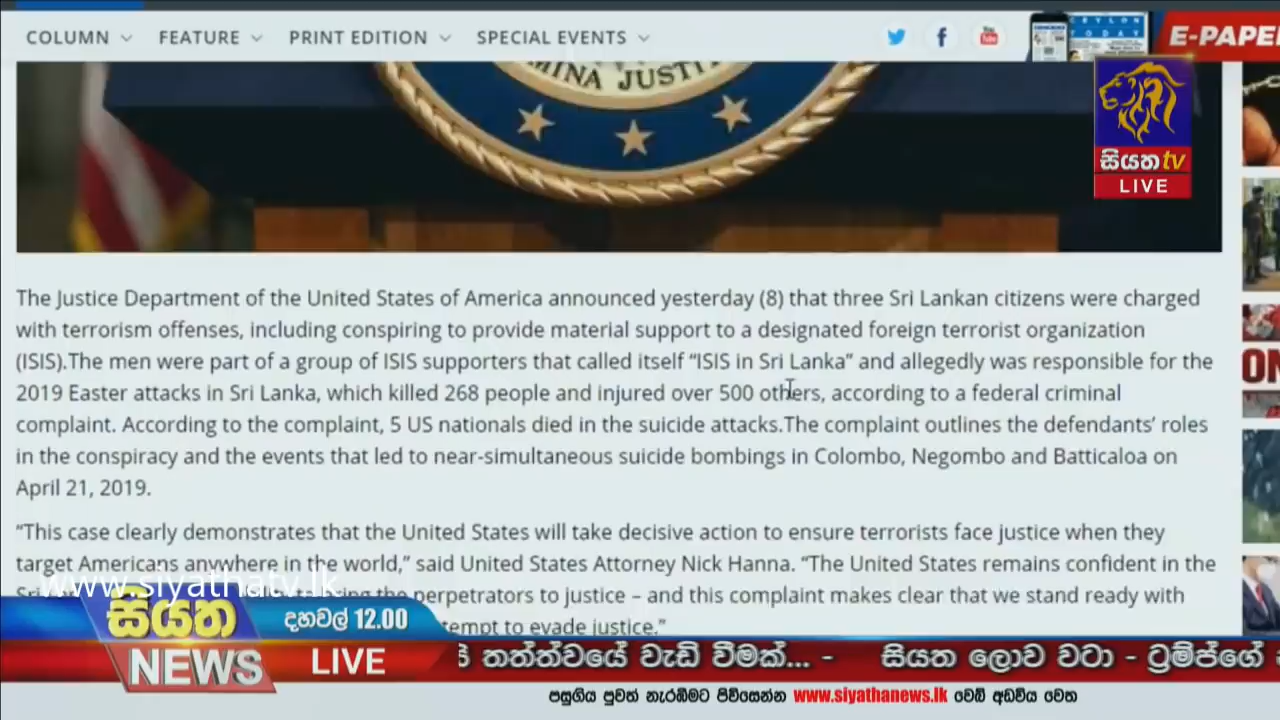 COLUMN FEATURE PRINT EDITION SPECIAL EVENTS
CEYLON
TODAY
E-PAPE
MINA JUSTI
සියත tv
LIVE
ON
The Justice Department of the United States of America announced yesterday (8) that three Sri Lankan citizens were charged
with terrorism offenses, including conspiring to provide material support to a designated foreign terrorist organization
(ISIS).The men were part of a group of ISIS supporters that called itself “ISIS in Sri Lanka” and allegedly was responsible for the
2019 Easter attacks in Sri Lanka, which killed 268 people and injured over 500 others, according to a federal criminal
complaint. According to the complaint, 5 US nationals died in the suicide attacks.The complaint outlines the defendants’ roles
in the conspiracy and the events that led to near-simultaneous suicide bombings in Colombo, Negombo and Batticaloa on
April 21, 2019.
“This case clearly demonstrates that the United States will take decisive action to ensure terrorists face justice when they
target Americans anywhere in the world,” said United States Attorney Nick Hanna. “The United States remains confident in the
the perpetrators to justice – and this complaint makes clear that we stand ready with
www.siyathatv.lk
tempt to evade justice.”
සියත
NEWS
දහවල් 12.00
LIVE
තත්ත්වයේ වැඩි වීමක්... - සියත ලොව වටා - ට්‍රම්ප්ගේ
පසුගිය පුවත් නැරඹීමට පිවිසෙන්න www.siyathanews.lk වෙබ් අඩවිය වෙත